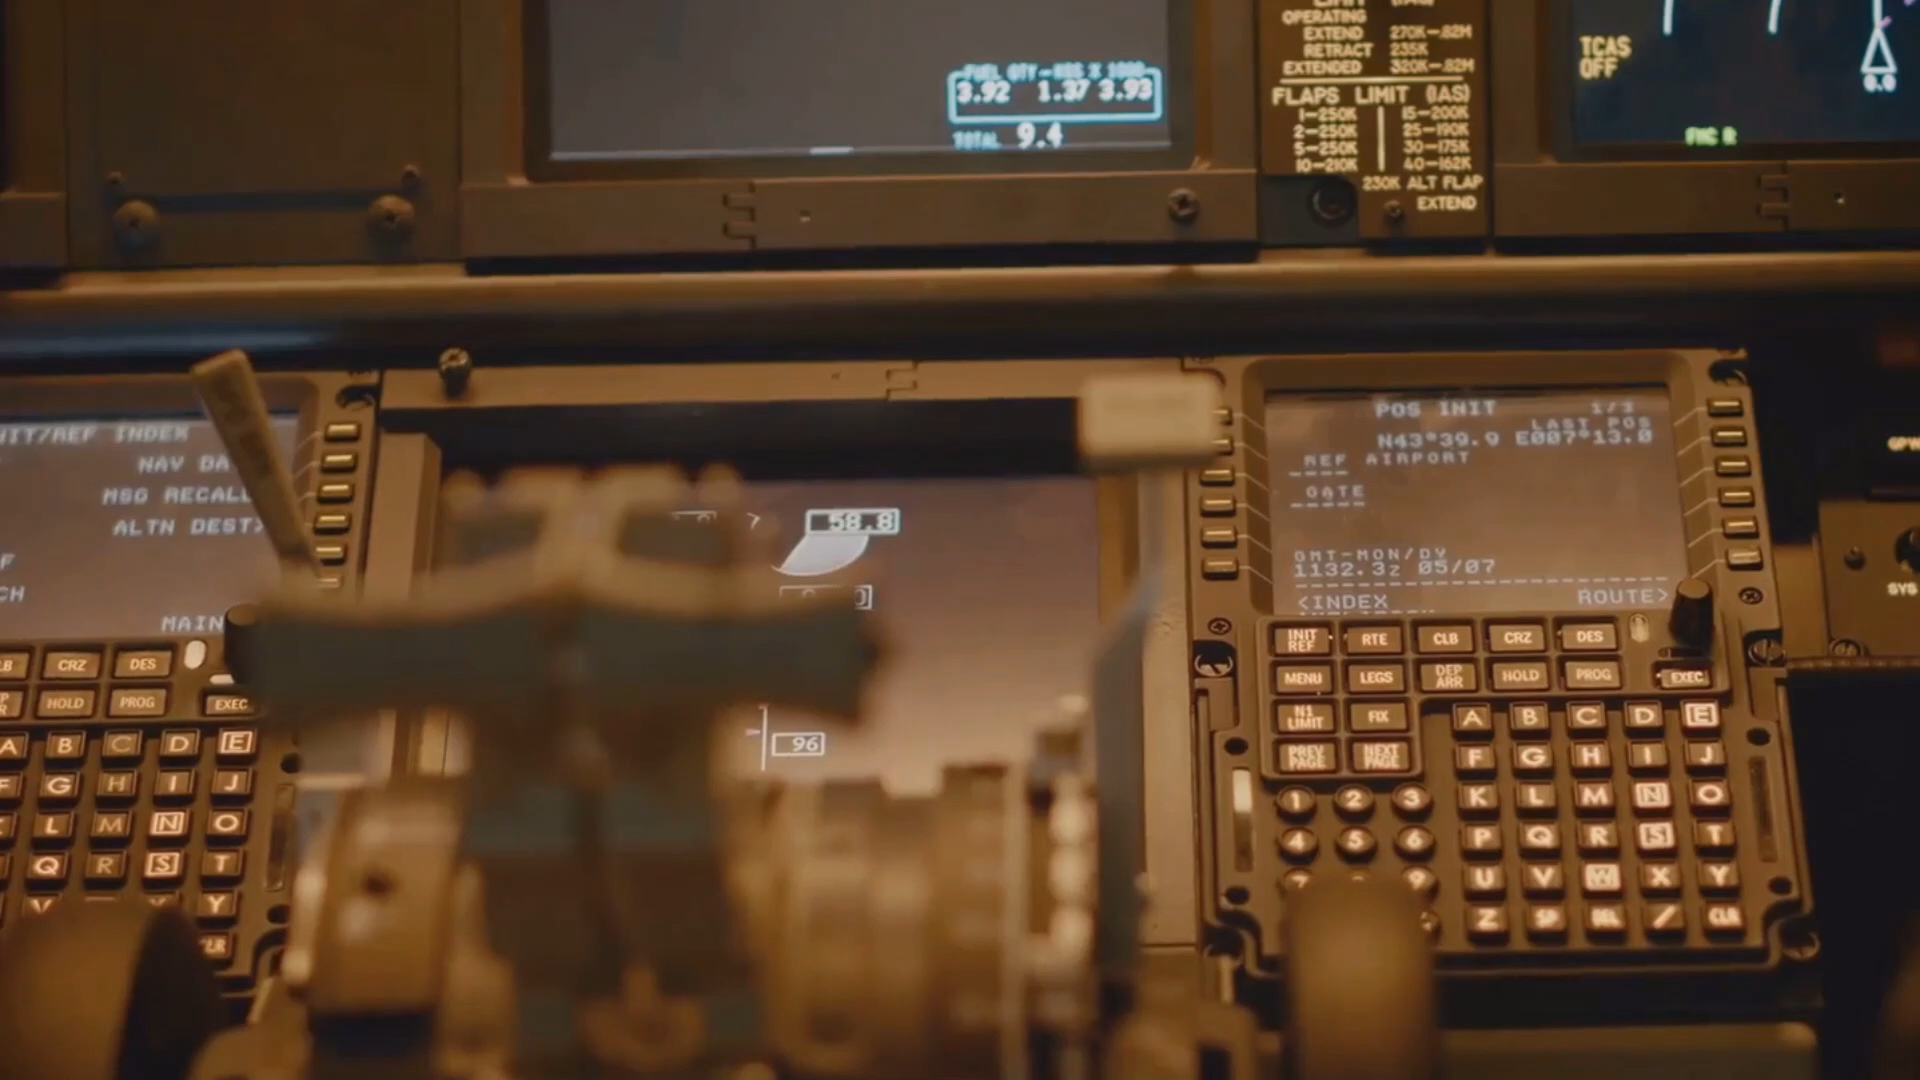 OPERATING
EXTEND 270K-.82M
RETRACT 235K
EXTENDED 320K-.82M
FLAPS LIMIT (IAS)
1-250K 15-200K
2-250K 25-190K
5-250K 30-175K
10-210K 40-162K
230K ALT FLAP
EXTEND
FUEL QTY-KGS X 1000
3.92 1.37 3.93
TOTAL 9.4
TCAS
OFF
0.0
FMC R
REF INDEX
NAV DA
MSG RECALL
ALTN DEST>
MAIN
CRZ DES
HOLD PROG EXEC
A B C D E
G H I J
L M N O
Q R S T
Y
CLR
58.8
96
POS INIT 1/3
LAST POS
N43°39.9 E007°13.0
REF AIRPORT
----
GATE
----
GMT-MON/DY
1132.3z 05/07
<INDEX ROUTE>
INIT REF RTE CLB CRZ DES
MENU LEGS DEP ARR HOLD PROG EXEC
N1 LIMIT FIX
PREV PAGE NEXT PAGE
A B C D E
F G H I J
K L M N O
P Q R S T
U V W X Y
Z SP DEL / CLR
1 2 3
4 5 6
SYS